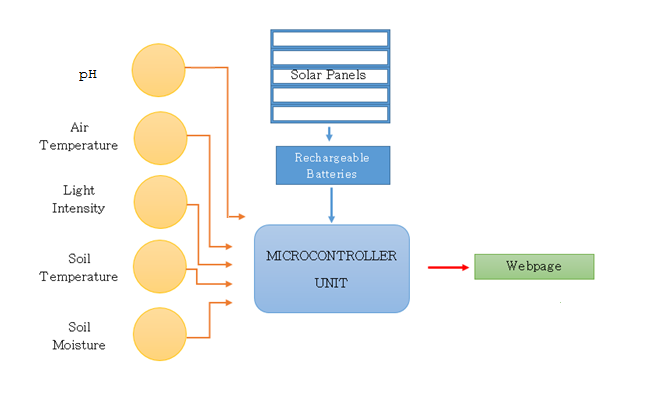 pH
Air
Temperature
Light
Intensity
Soil
Temperature
Soil
Moisture
Solar Panels
Rechargeable
Batteries
MICROCONTROLLER
UNIT
Webpage